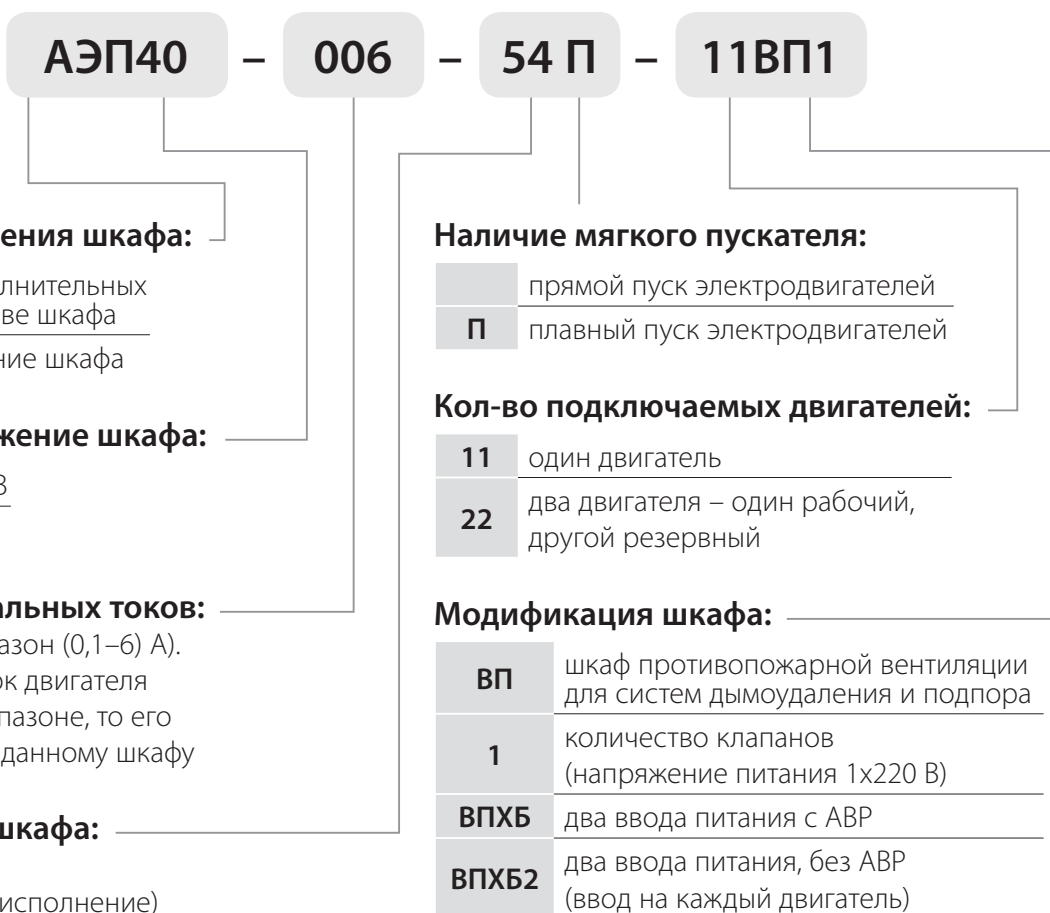 АЭП40 – 006 – 54 П – 11ВП1
ения шкафа:
лнительных
ве шкафа
ние шкафа
жение шкафа:
В
альных токов:
азон (0,1–6) А).
ок двигателя
пазоне, то его
данному шкафу
шкафа:
исполнение)
Наличие мягкого пускателя:
прямой пуск электродвигателей
П плавный пуск электродвигателей
Кол-во подключаемых двигателей:
11 один двигатель
22 два двигателя – один рабочий,
другой резервный
Модификация шкафа:
ВП шкаф противопожарной вентиляции
для систем дымоудаления и подпора
1 количество клапанов
(напряжение питания 1х220 В)
ВПХБ два ввода питания с АВР
ВПХБ2 два ввода питания, без АВР
(ввод на каждый двигатель)